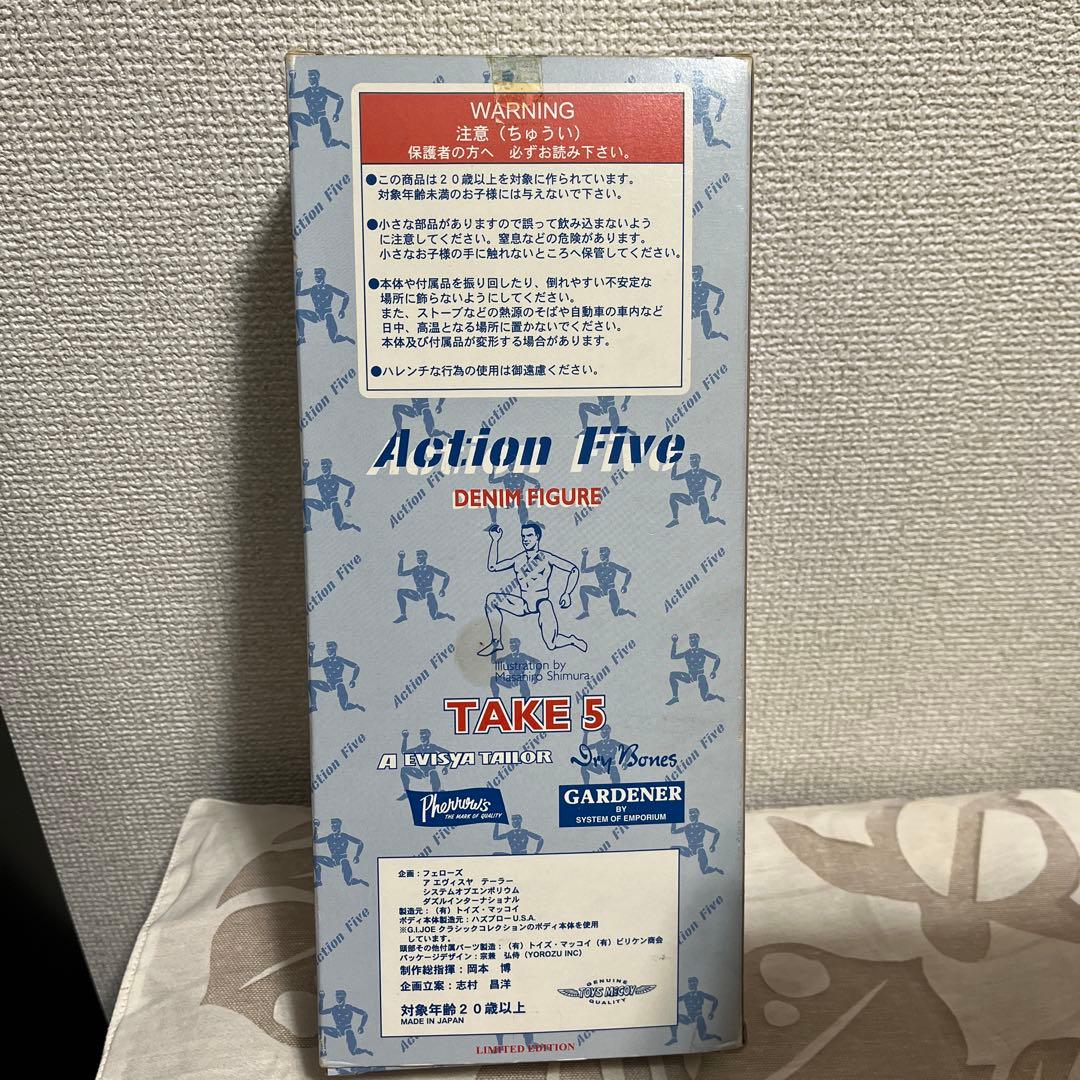 WARNING
注意（ちゅうい）
保護者の方へ　必ずお読み下さい。
●この商品は２０歳以上を対象に作られています。
対象年齢未満のお子様には与えないで下さい。
●小さな部品がありますので誤って飲み込まないよう
に注意してください。窒息などの危険があります。
小さなお子様の手に触れないところへ保管してください。
●本体や付属品を振り回したり、倒れやすい不安定な
場所に飾らないようにしてください。
また、ストーブなどの熱源のそばや自動車の車内など
日中、高温となる場所に置かないでください。
本体及び付属品が変形する場合があります。
●ハレンチな行為の使用は御遠慮ください。
Action Five
DENIM FIGURE
Illustration by
Masahiro Shimura
TAKE 5
A EVISYA TAILOR
Dry Bones
Pherrow's
THE MARK OF QUALITY
GARDENER
BY
SYSTEM OF EMPORIUM
企画：フェローズ
ア エヴィスヤ　テーラー
システムオブエンポリウム
ダズルインターナショナル
製造元：（有）トイズ・マッコイ
ボディ本体製造元：ハズブローU.S.A.
※G.I.JOE クラシックコレクションのボディ本体を使用
しています。
頭部その他付属パーツ製造：（有）トイズ・マッコイ（有）ビリケン商会
パッケージデザイン：宗兼　弘侍（YOROZU INC）
制作総指揮：岡本　博
企画立案：志村　昌洋
対象年齢２０歳以上
MADE IN JAPAN
GENUINE
TOYS McCOY
QUALITY
LIMITED EDITION
Action Five
Action Five
Action Five
Action Five
Action Five
Action Five
Action Five